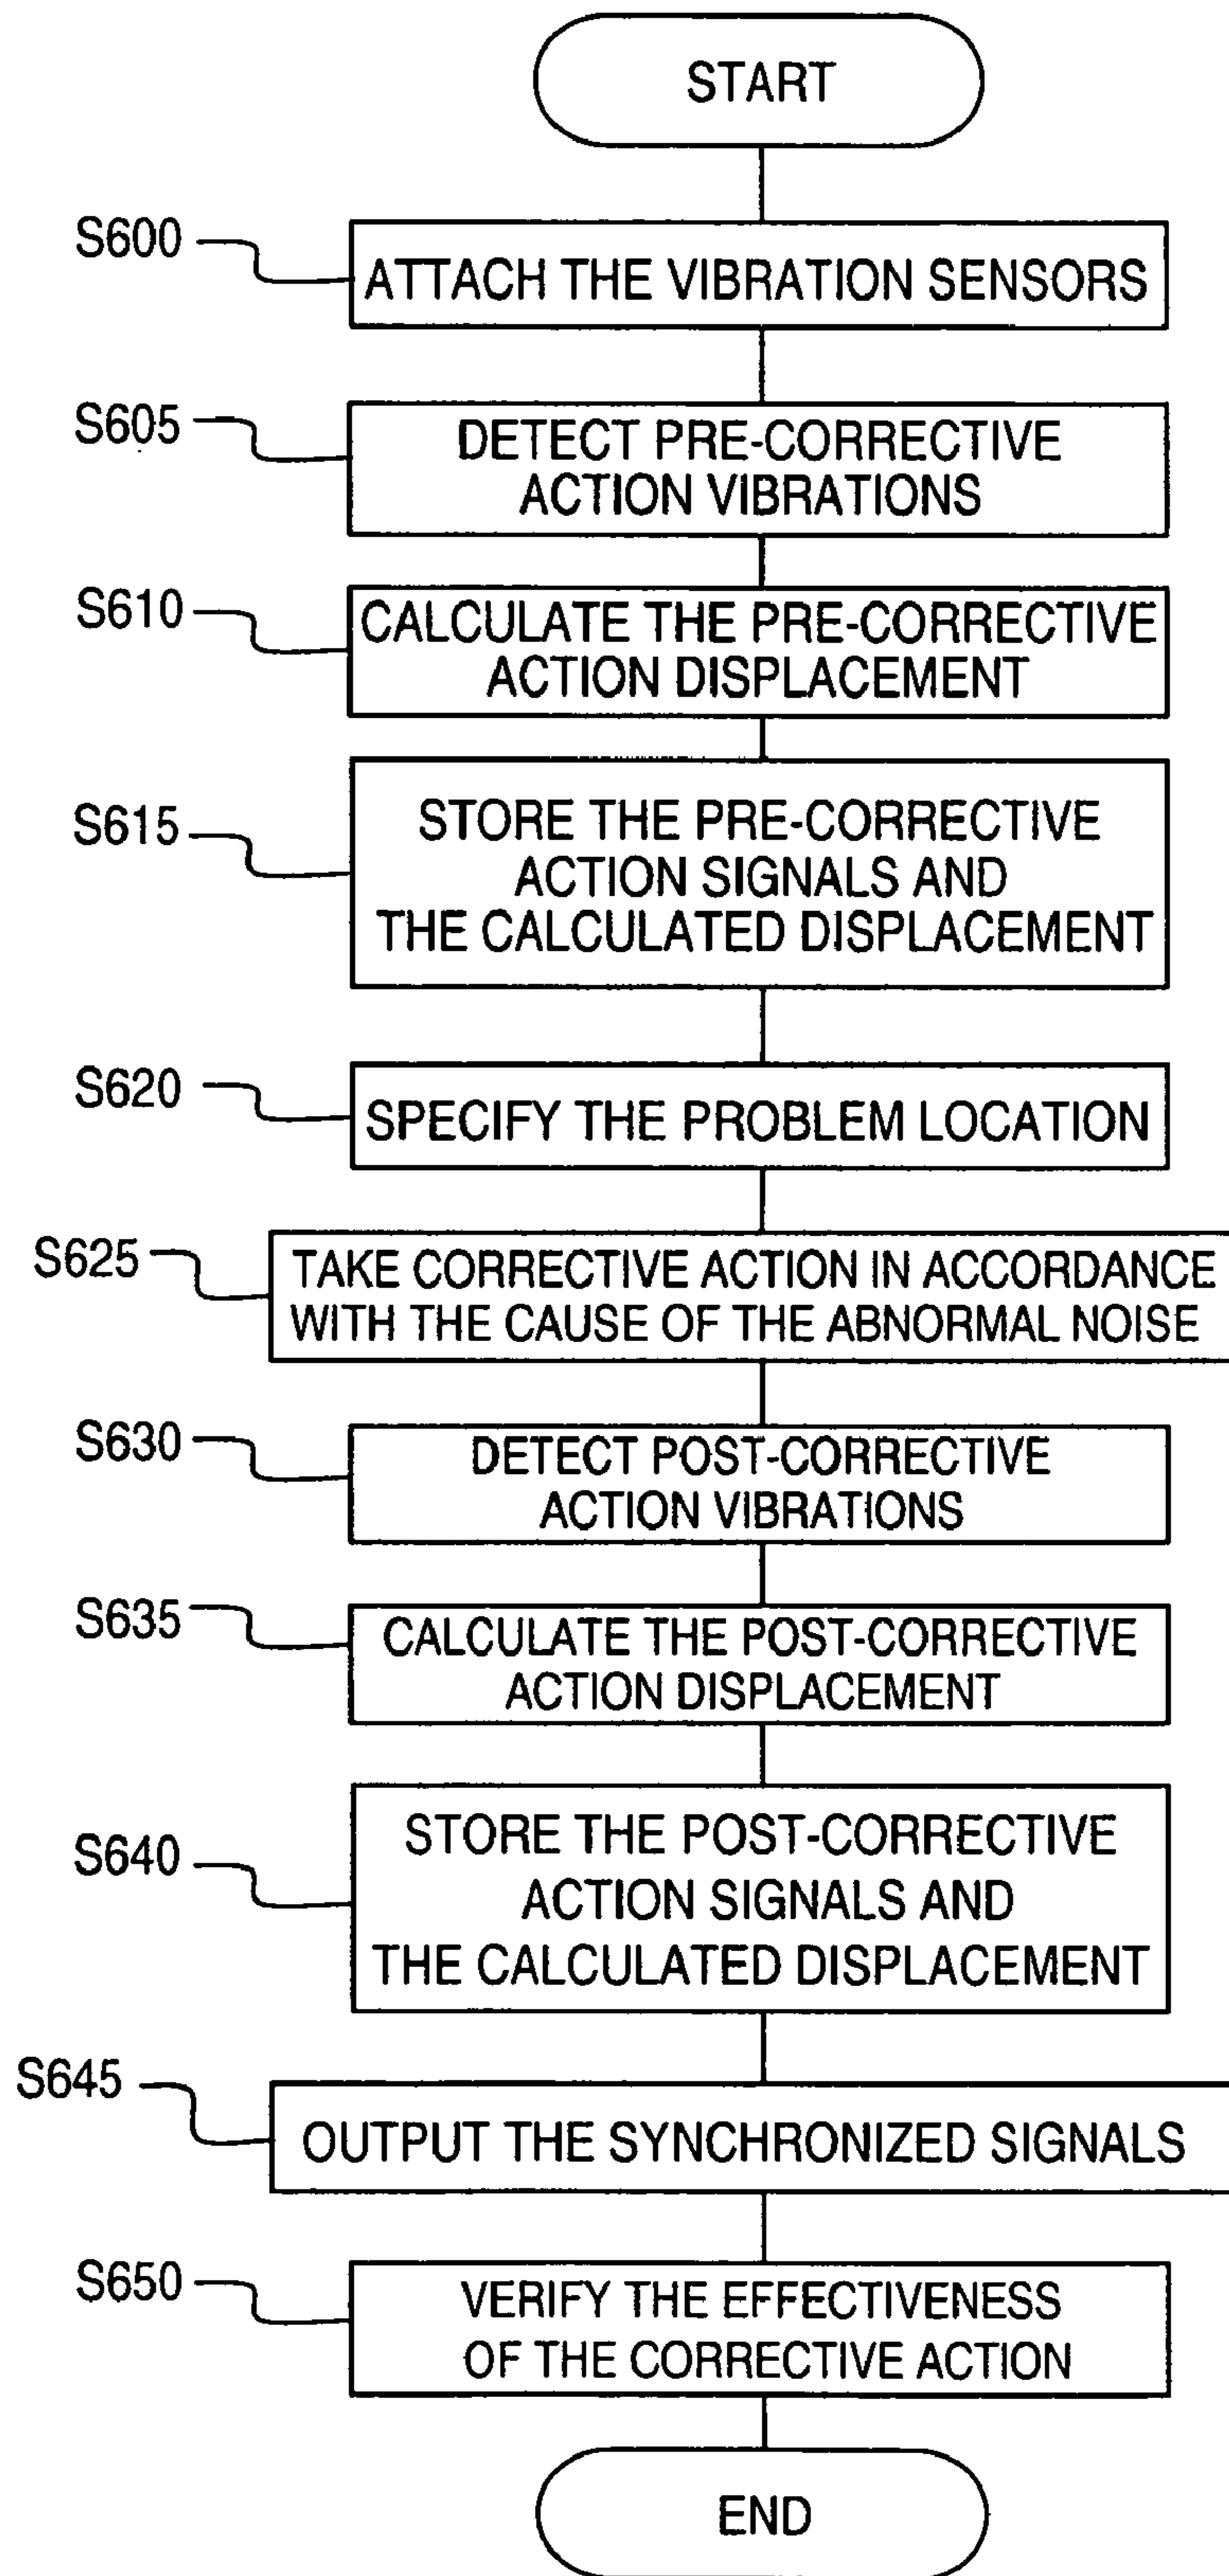 START
S600
ATTACH THE VIBRATION SENSORS
S605
DETECT PRE-CORRECTIVE
ACTION VIBRATIONS
S610
CALCULATE THE PRE-CORRECTIVE
ACTION DISPLACEMENT
S615
STORE THE PRE-CORRECTIVE
ACTION SIGNALS AND
THE CALCULATED DISPLACEMENT
S620
SPECIFY THE PROBLEM LOCATION
S625
TAKE CORRECTIVE ACTION IN ACCORDANCE
WITH THE CAUSE OF THE ABNORMAL NOISE
S630
DETECT POST-CORRECTIVE
ACTION VIBRATIONS
S635
CALCULATE THE POST-CORRECTIVE
ACTION DISPLACEMENT
S640
STORE THE POST-CORRECTIVE
ACTION SIGNALS AND
THE CALCULATED DISPLACEMENT
S645
OUTPUT THE SYNCHRONIZED SIGNALS
S650
VERIFY THE EFFECTIVENESS
OF THE CORRECTIVE ACTION
END